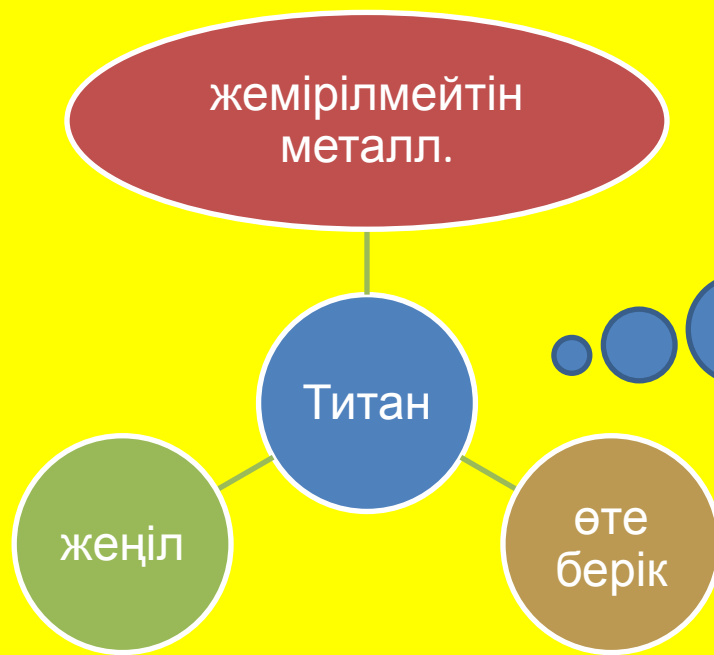 жемірілмейтін
металл.
Титан
жеңіл
өте
берік